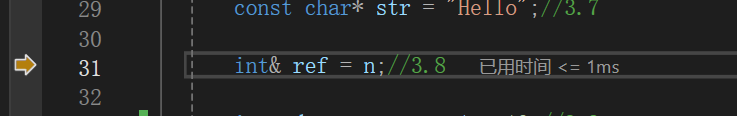 29 const char* str = "Hello";//3.7
30
31 int& ref = n;//3.8 已用时间 <= 1ms
32